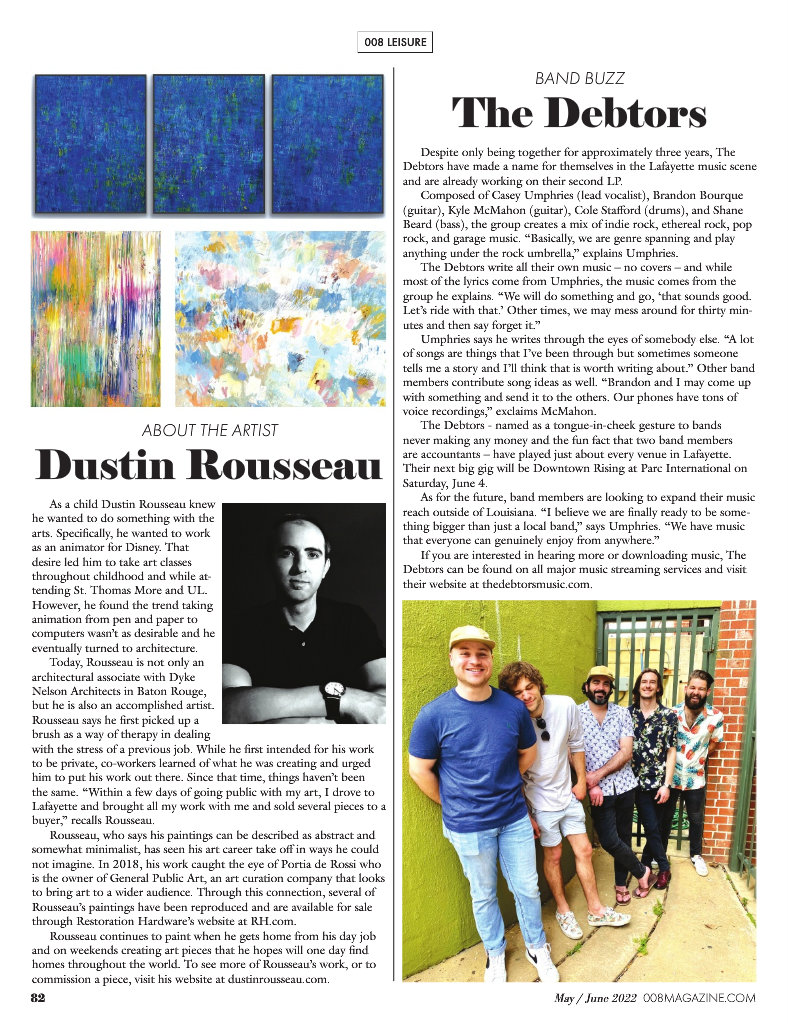 008 LEISURE
ABOUT THE ARTIST
Dustin Rousseau
As a child Dustin Rousseau knew
he wanted to do something with the
arts. Specifically, he wanted to work
as an animator for Disney. That
desire led him to take art classes
throughout childhood and while at-
tending St. Thomas More and UL.
However, he found the trend taking
animation from pen and paper to
computers wasn’t as desirable and he
eventually turned to architecture.
Today, Rousseau is not only an
architectural associate with Dyke
Nelson Architects in Baton Rouge,
but he is also an accomplished artist.
Rousseau says he first picked up a
brush as a way of therapy in dealing
with the stress of a previous job. While he first intended for his work
to be private, co-workers learned of what he was creating and urged
him to put his work out there. Since that time, things haven’t been
the same. “Within a few days of going public with my art, I drove to
Lafayette and brought all my work with me and sold several pieces to a
buyer,” recalls Rousseau.
Rousseau, who says his paintings can be described as abstract and
somewhat minimalist, has seen his art career take off in ways he could
not imagine. In 2018, his work caught the eye of Portia de Rossi who
is the owner of General Public Art, an art curation company that looks
to bring art to a wider audience. Through this connection, several of
Rousseau’s paintings have been reproduced and are available for sale
through Restoration Hardware’s website at RH.com.
Rousseau continues to paint when he gets home from his day job
and on weekends creating art pieces that he hopes will one day find
homes throughout the world. To see more of Rousseau’s work, or to
commission a piece, visit his website at dustinrousseau.com.
BAND BUZZ
The Debtors
Despite only being together for approximately three years, The
Debtors have made a name for themselves in the Lafayette music scene
and are already working on their second LP.
Composed of Casey Umphries (lead vocalist), Brandon Bourque
(guitar), Kyle McMahon (guitar), Cole Stafford (drums), and Shane
Beard (bass), the group creates a mix of indie rock, ethereal rock, pop
rock, and garage music. “Basically, we are genre spanning and play
anything under the rock umbrella,” explains Umphries.
The Debtors write all their own music – no covers – and while
most of the lyrics come from Umphries, the music comes from the
group he explains. “We will do something and go, ‘that sounds good.
Let’s ride with that.’ Other times, we may mess around for thirty min-
utes and then say forget it.”
Umphries says he writes through the eyes of somebody else. “A lot
of songs are things that I’ve been through but sometimes someone
tells me a story and I’ll think that is worth writing about.” Other band
members contribute song ideas as well. “Brandon and I may come up
with something and send it to the others. Our phones have tons of
voice recordings,” exclaims McMahon.
The Debtors - named as a tongue-in-cheek gesture to bands
never making any money and the fun fact that two band members
are accountants – have played just about every venue in Lafayette.
Their next big gig will be Downtown Rising at Parc International on
Saturday, June 4.
As for the future, band members are looking to expand their music
reach outside of Louisiana. “I believe we are finally ready to be some-
thing bigger than just a local band,” says Umphries. “We have music
that everyone can genuinely enjoy from anywhere.”
If you are interested in hearing more or downloading music, The
Debtors can be found on all major music streaming services and visit
their website at thedebtorsmusic.com.
82
May / June 2022 008MAGAZINE.COM